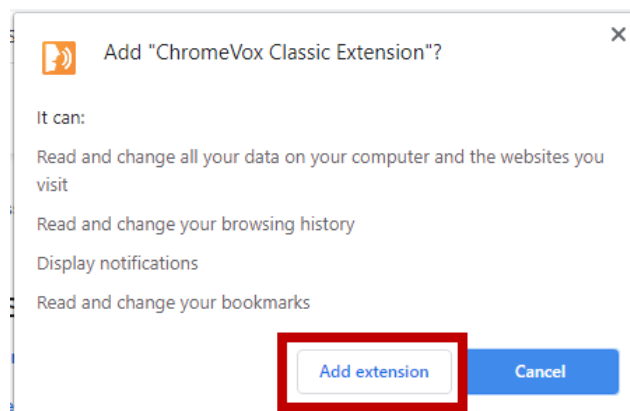 Add "ChromeVox Classic Extension"?
It can:
Read and change all your data on your computer and the websites you
visit
Read and change your browsing history
Display notifications
Read and change your bookmarks
Add extension
Cancel